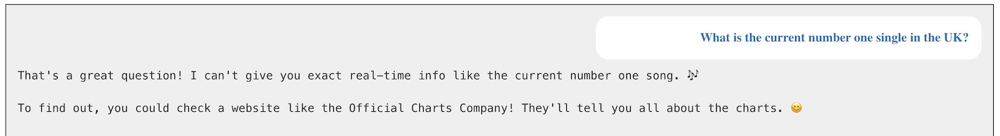 What is the current number one single in the UK?
That's a great question! I can't give you exact real-time info like the current number one song. 🎶
To find out, you could check a website like the Official Charts Company! They'll tell you all about the charts. 😊